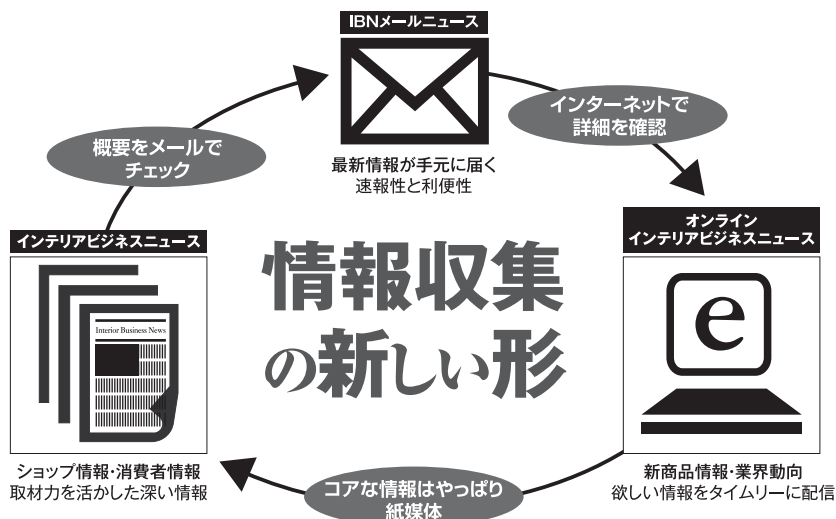 IBNメールニュース
インターネットで
詳細を確認
概要をメールで
チェック
最新情報が手元に届く
速報性と利便性
インテリアビジネスニュース
オンライン
インテリアビジネスニュース
情報収集
の新しい形
Interior Business News
e
ショップ情報・消費者情報
取材力を活かした深い情報
コアな情報はやっぱり
紙媒体
新商品情報・業界動向
欲しい情報をタイムリーに配信